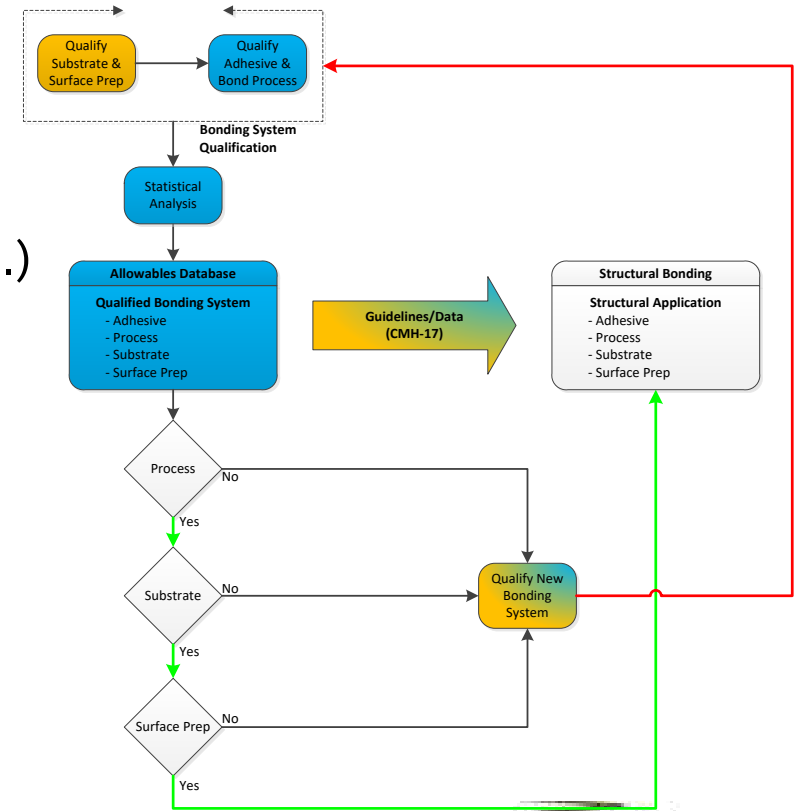 Qualify
Substrate &
Surface Prep
Qualify
Adhesive &
Bond Process
Bonding System
Qualification
Statistical
Analysis
.)
Allowables Database
Qualified Bonding System
- Adhesive
- Process
- Substrate
- Surface Prep
Guidelines/Data
(CMH-17)
Structural Bonding
Structural Application
- Adhesive
- Process
- Substrate
- Surface Prep
Process
No
Yes
Substrate
No
Qualify New
Bonding
System
Yes
Surface Prep
No
Yes